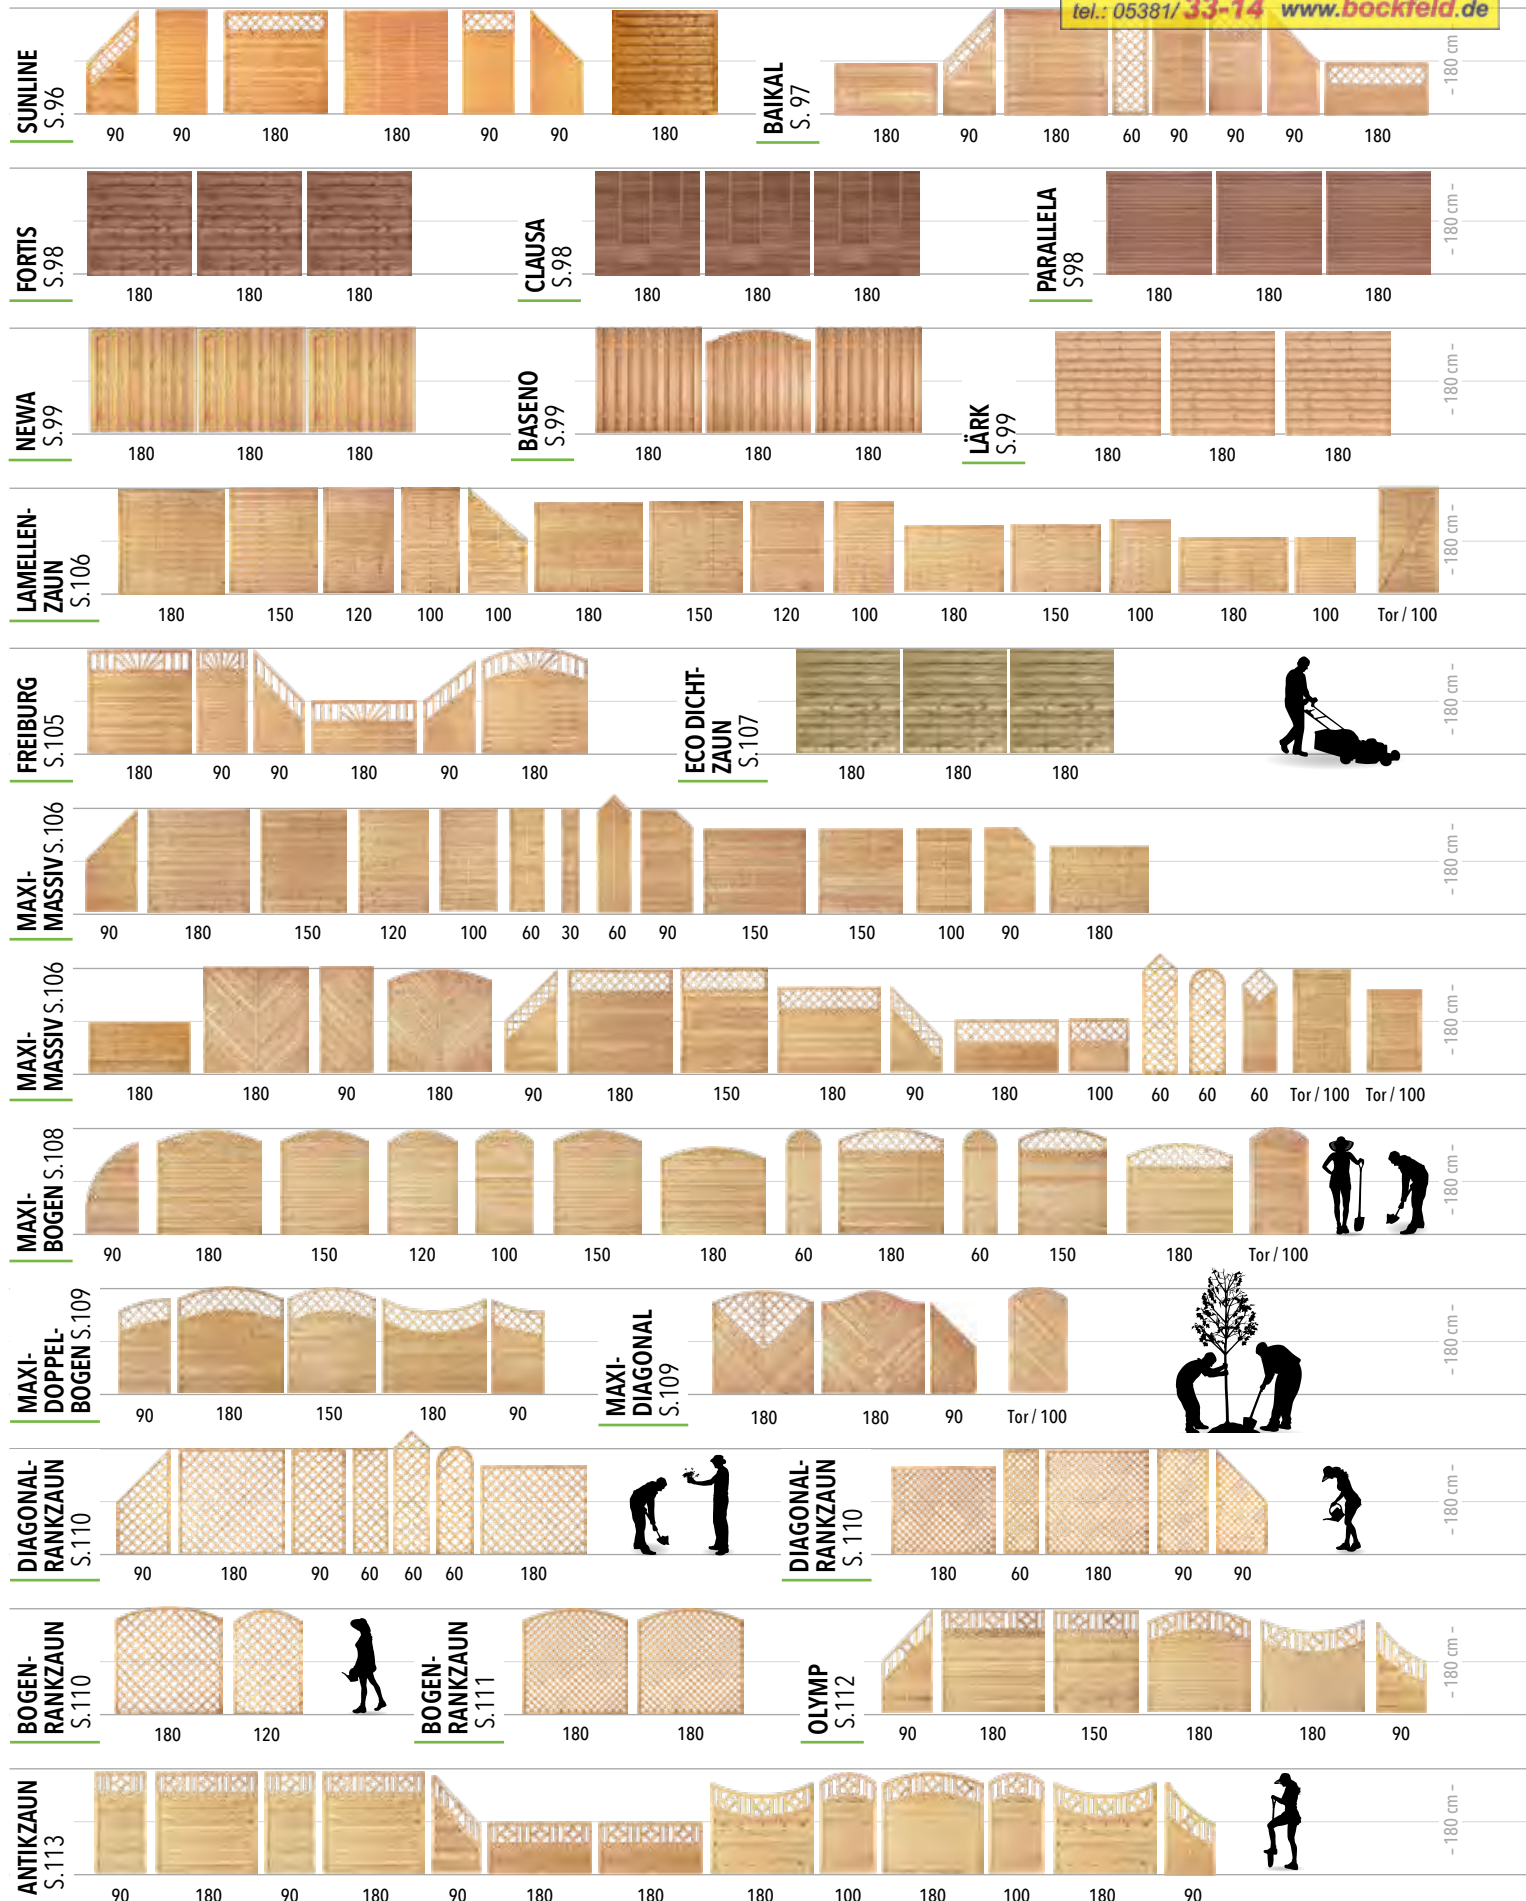 tel.: 05381/ 33-14 www.bockfeld.de
SUNLINE
S.96
90 90 180 180 90 90 180
BAIKAL
S. 97
180 90 180 60 90 90 90 180
- 180 cm -
FORTIS
S.98
180 180 180
CLAUSA
S.98
180 180 180
PARALLELA
S98
180 180 180
- 180 cm -
NEWA
S.99
180 180 180
BASENO
S.99
180 180 180
LÄRK
S.99
180 180 180
- 180 cm -
LAMELLEN-
ZAUN
S.106
180 150 120 100 100 180 150 120 100 180 150 100 180 100 Tor / 100
- 180 cm -
FREIBURG
S.105
180 90 90 180 90 180
ECO DICHT-
ZAUN
S.107
180 180 180
- 180 cm -
MAXI-
MASSIV S.106
90 180 150 120 100 60 30 60 90 150 150 100 90 180
- 180 cm -
MAXI-
MASSIV S.106
180 180 90 180 90 180 150 180 90 180 100 60 60 60 Tor / 100 Tor / 100
- 180 cm -
MAXI-
BOGEN S.108
90 180 150 120 100 150 180 60 180 60 150 180 Tor / 100
- 180 cm -
MAXI-
DOPPEL-
BOGEN S.109
90 180 150 180 90
MAXI-
DIAGONAL
S.109
180 180 90 Tor / 100
- 180 cm -
DIAGONAL-
RANKZAUN
S.110
90 180 90 60 60 60 180
DIAGONAL-
RANKZAUN
S. 110
180 60 180 90 90
- 180 cm -
BOGEN-
RANKZAUN
S.110
180 120
BOGEN-
RANKZAUN
S.111
180 180
OLYMP
S.112
90 180 150 180 180 90
- 180 cm -
ANTIKZAUN
S.113
90 180 90 180 90 180 180 180 100 180 100 180 90
- 180 cm -